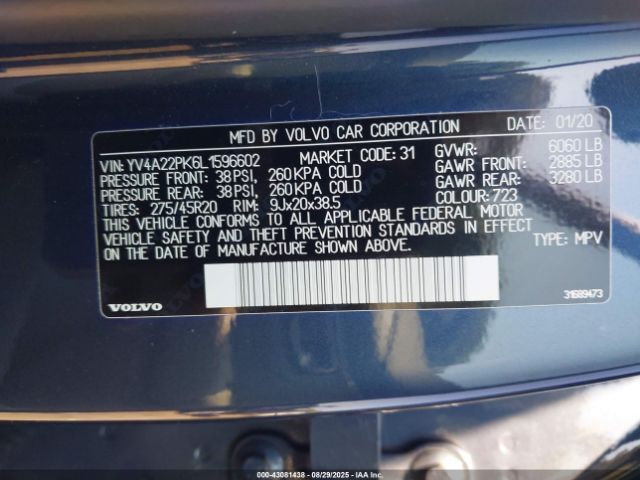 MFD BY VOLVO CAR CORPORATION DATE: 01/20
VIN: YV4A22PK6L1596602 MARKET CODE: 31 GVWR: 6060 LB
PRESSURE FRONT: 38 PSI, 260 KPA COLD GAWR FRONT: 2885 LB
PRESSURE REAR: 38 PSI, 260 KPA COLD GAWR REAR: 3280 LB
TIRES: 275/45R20 RIM: 9Jx20x38.5 COLOUR: 723
THIS VEHICLE CONFORMS TO ALL APPLICABLE FEDERAL MOTOR
VEHICLE SAFETY AND THEFT PREVENTION STANDARDS IN EFFECT
ON THE DATE OF MANUFACTURE SHOWN ABOVE. TYPE: MPV
VOLVO 31689473
000-43081438 - 08/29/2025 - IAA Inc.